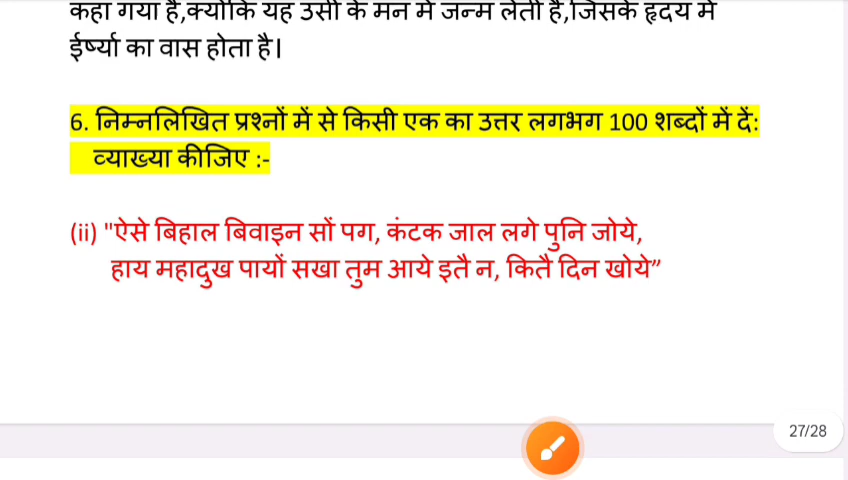 कहा गया है,क्योंकि यह उसी के मन में जन्म लेती है,जिसके हृदय में
ईर्ष्या का वास होता है।
6. निम्नलिखित प्रश्नों में से किसी एक का उत्तर लगभग 100 शब्दों में दें:
व्याख्या कीजिए :-
(ii) "ऐसे बिहाल बिवाइन सों पग, कंटक जाल लगे पुनि जोये,
हाय महादुख पायों सखा तुम आये इतै न, कितै दिन खोये”
27/28